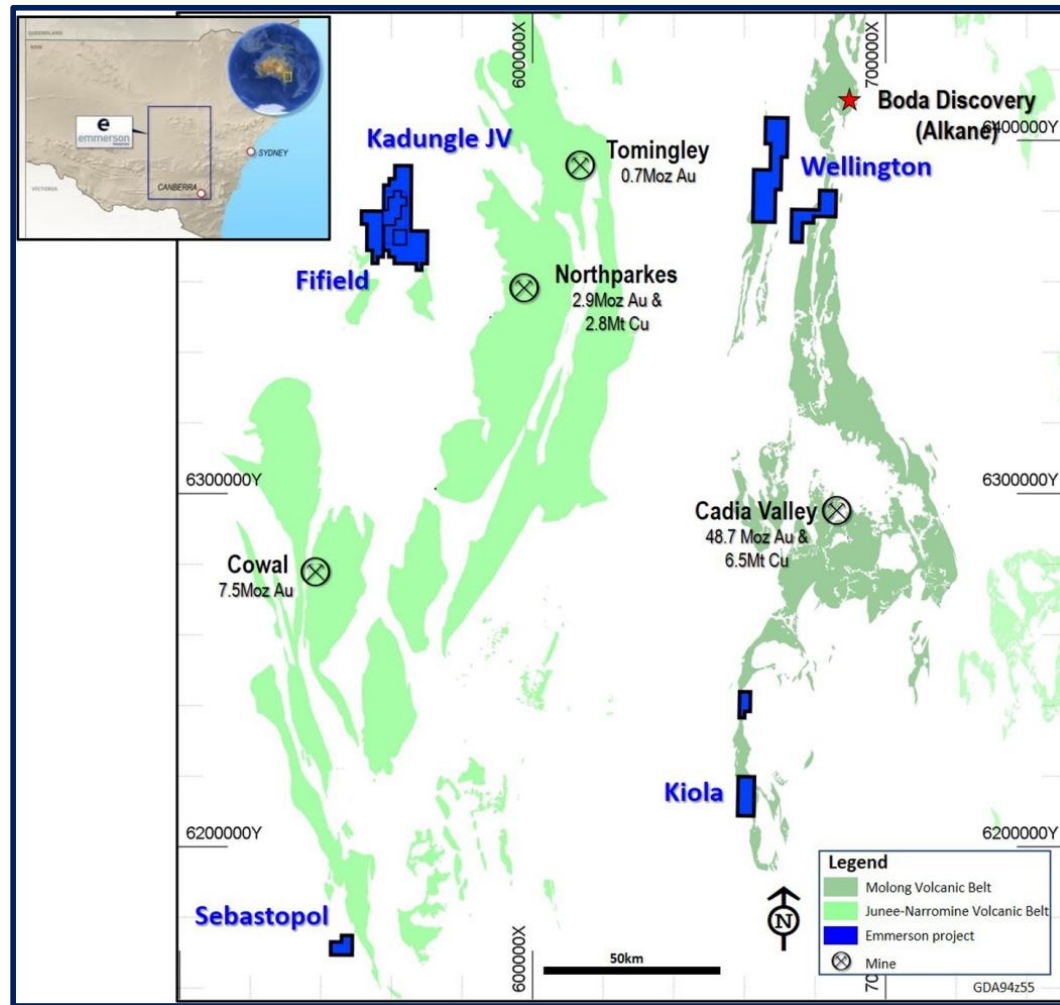 QUEENSLAND
NSW
e
emmerson
SYDNEY
CANBERRA
VICTORIA
600000X
700000X
Boda Discovery
(Alkane)
6400000Y
Kadungle JV
Tomingley
0.7Moz Au
Wellington
Fifield
Northparkes
2.9Moz Au &
2.8Mt Cu
6300000Y
6300000Y
Cadia Valley
48.7 Moz Au &
6.5Mt Cu
Cowal
7.5Moz Au
Kiola
6200000Y
6200000Y
Sebastopol
600000X
N
50km
Legend
Molong Volcanic Belt
Junee-Narromine Volcanic Belt
Emmerson project
Mine
GDA94z55